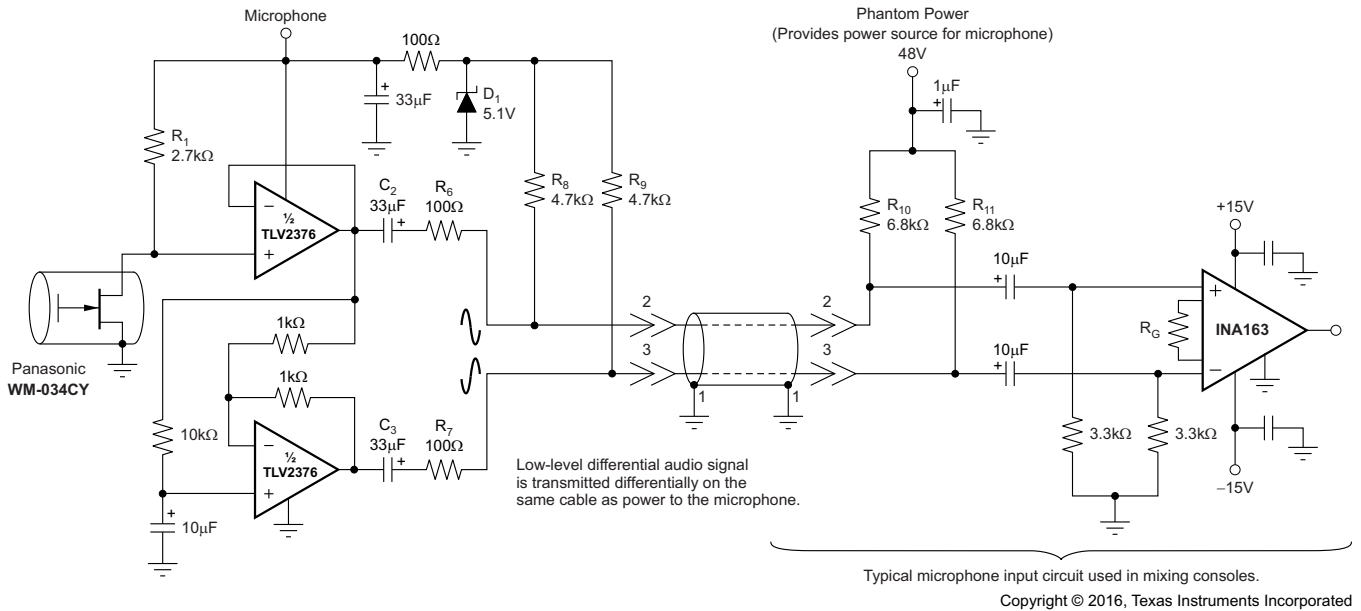 Microphone
Phantom Power
(Provides power source for microphone)
48V
100Ω
+
33μF
D1
5.1V
+
1μF
R1
2.7kΩ
R8
4.7kΩ
R9
4.7kΩ
R10
6.8kΩ
R11
6.8kΩ
C2
33μF
+
R6
100Ω
−
½
TLV2376
+
+15V
10μF
+
2
2
1kΩ
RG
+
INA163
−
Panasonic
WM-034CY
1kΩ
3
3
10μF
+
1
1
10kΩ
C3
33μF
+
R7
100Ω
−
½
TLV2376
+
3.3kΩ
3.3kΩ
−15V
Low-level differential audio signal
is transmitted differentially on the
same cable as power to the microphone.
+
10μF
Typical microphone input circuit used in mixing consoles.
Copyright © 2016, Texas Instruments Incorporated